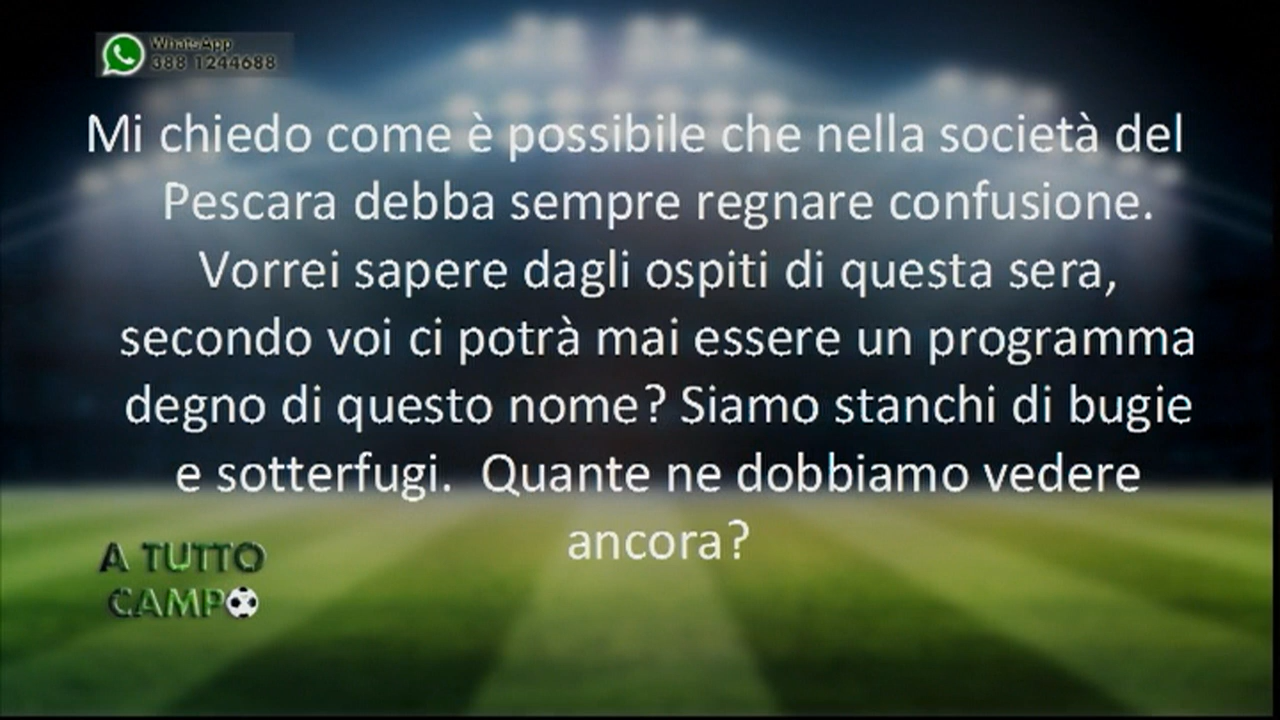 WhatsApp
388 1244688
Mi chiedo come è possibile che nella società del
Pescara debba sempre regnare confusione.
Vorrei sapere dagli ospiti di questa sera,
secondo voi ci potrà mai essere un programma
degno di questo nome? Siamo stanchi di bugie
e sotterfugi.  Quante ne dobbiamo vedere
ancora?
A TUTTO
CAMPO